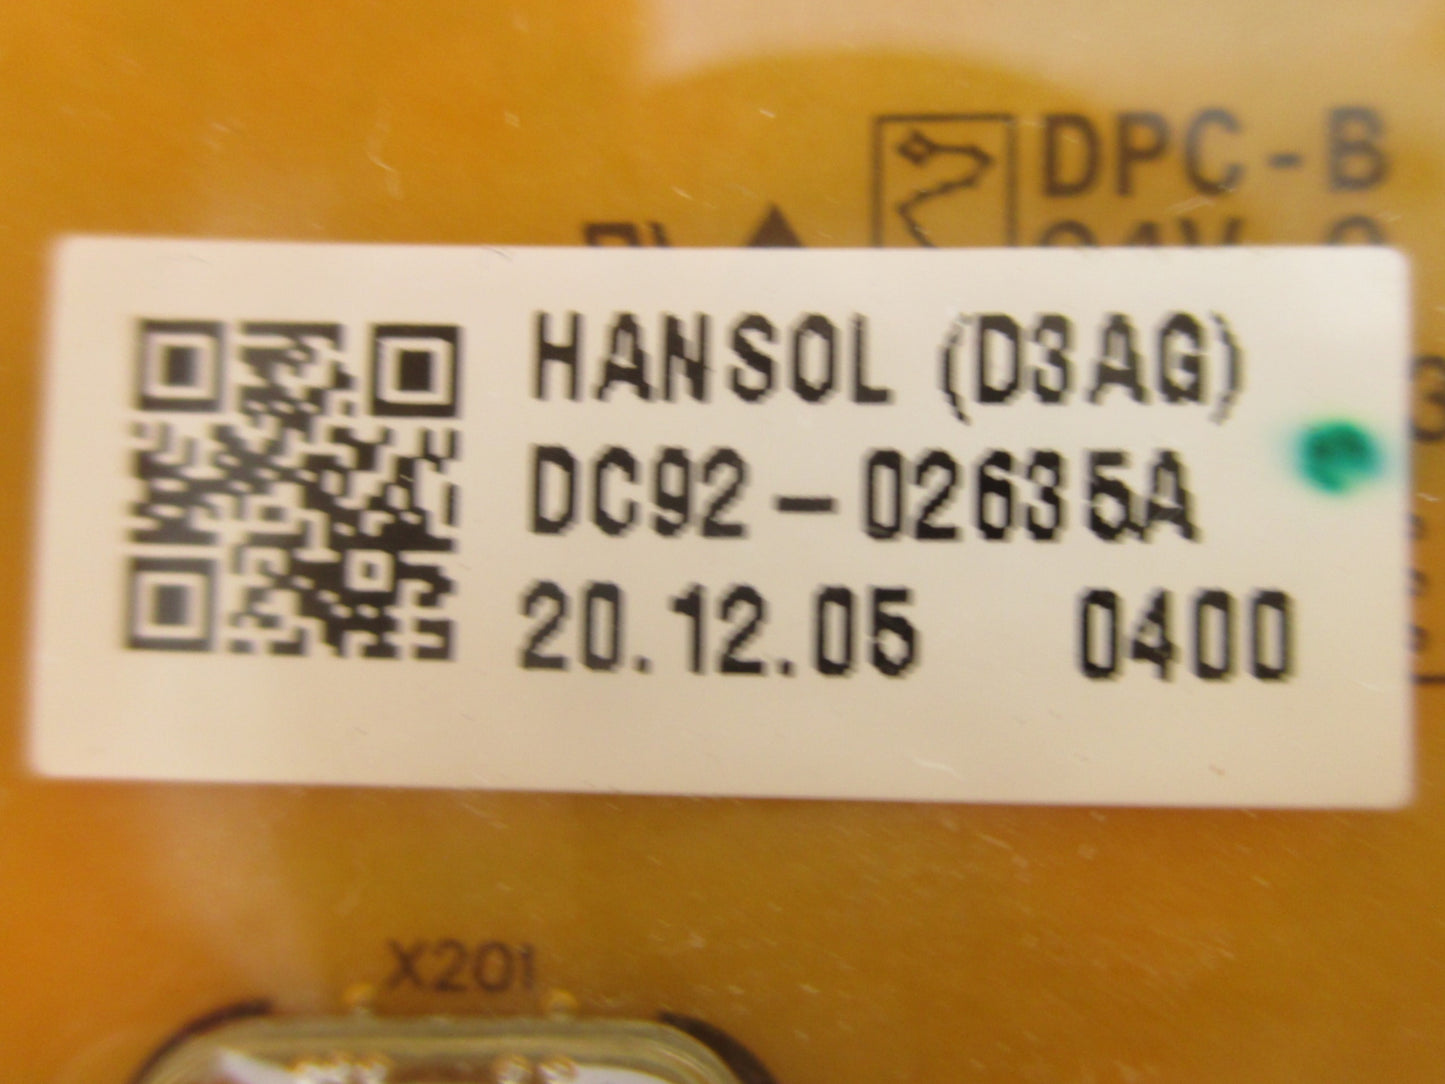 DPC-B
HANSOL (D3AG)
DC92-02635A
20.12.05 0400
X201